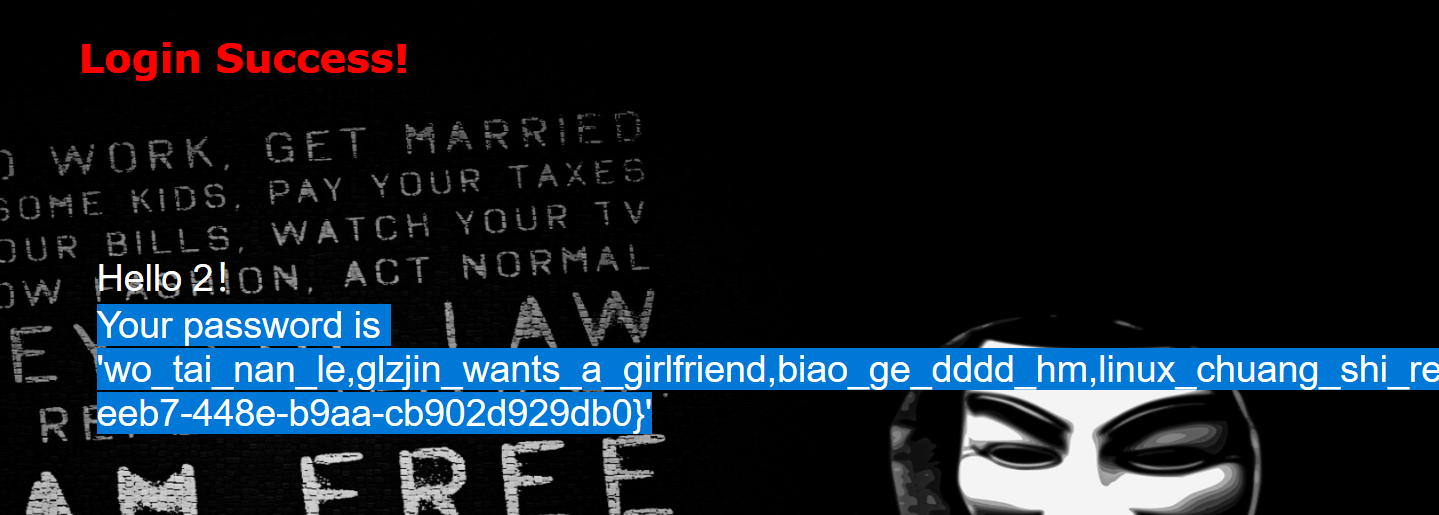 Login Success!
WORK, GET MARRIED
SOME KIDS, PAY YOUR TAXES
OUR BILLS, WATCH YOUR TV
ACT NORMAL
Hello 2!
LAW
Your password is
'wo_tai_nan_le,glzjin_wants_a_girlfriend,biao_ge_dddd_hm,linux_chuang_shi_re
eeb7-448e-b9aa-cb902d929db0}'
AM FREE